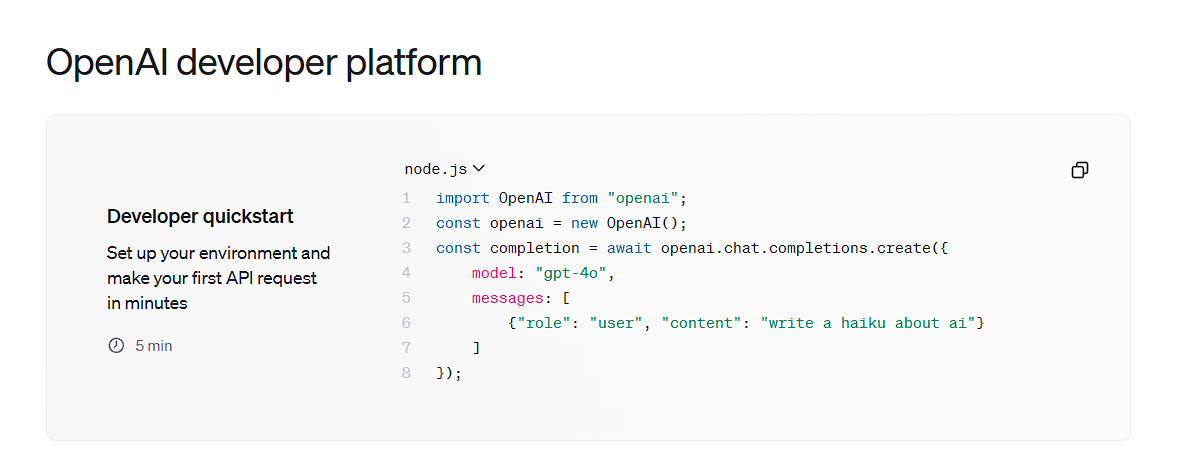 OpenAI developer platform
Developer quickstart
Set up your environment and
make your first API request
in minutes
5 min
node.js
1 import OpenAI from "openai";
2 const openai = new OpenAI();
3 const completion = await openai.chat.completions.create({
4     model: "gpt-4o",
5     messages: [
6         {"role": "user", "content": "write a haiku about ai"}
7     ]
8 });